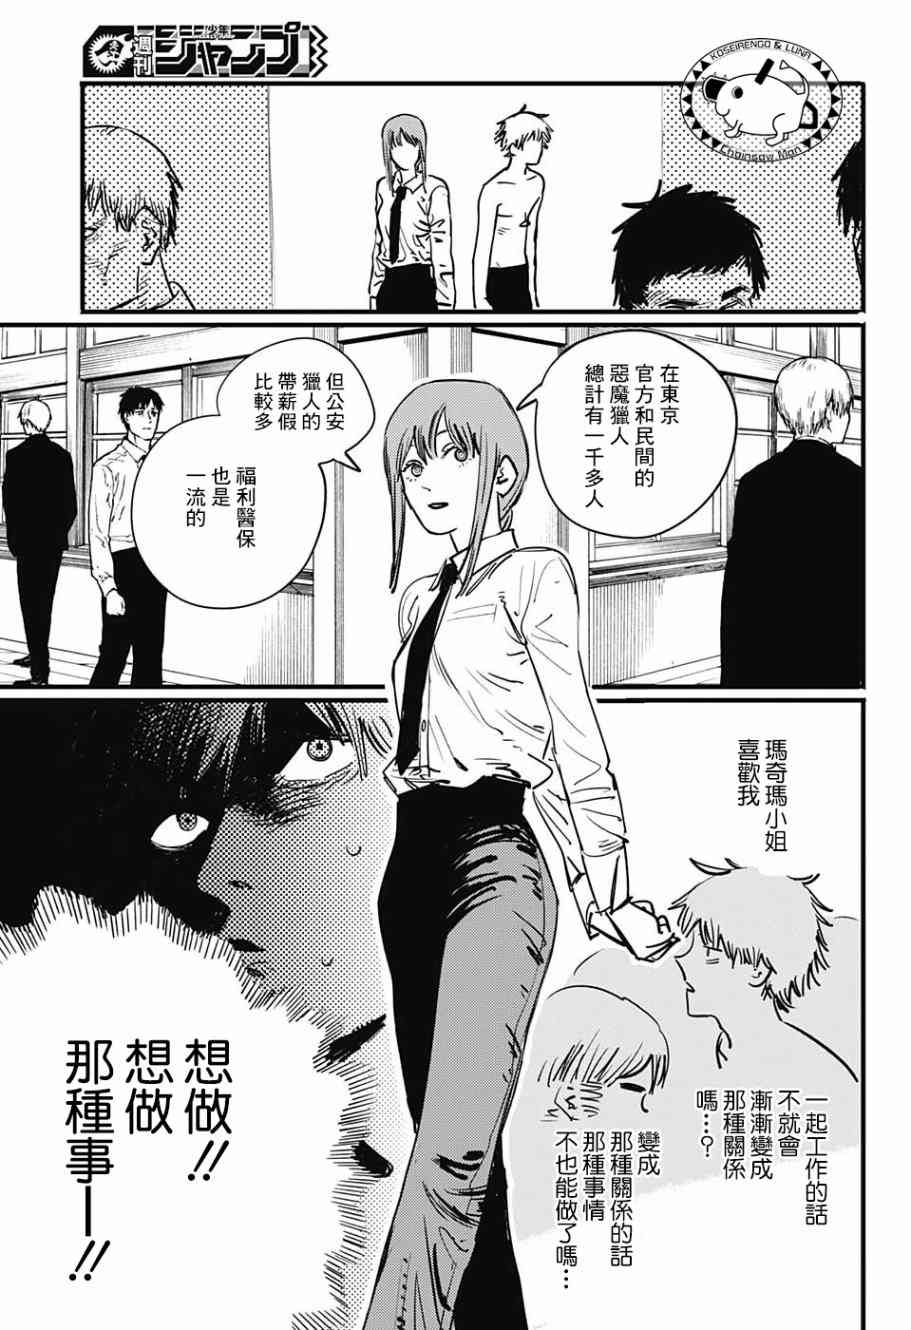 週刊
少年
ジャンプ
KOSEIRENGO & LUNA
Chainsaw Man
在東京
官方和民間的
惡魔獵人
總計有一千多人
但公安
獵人的
帶薪假
比較多
福利醫保
也是
一流的
瑪奇瑪小姐
喜歡我
一起工作的話
不就會
漸漸變成
那種關係
嗎…?
變成
那種關係的話
那種事情
不也能做了嗎…
想做!!
想做
那種事ー!!